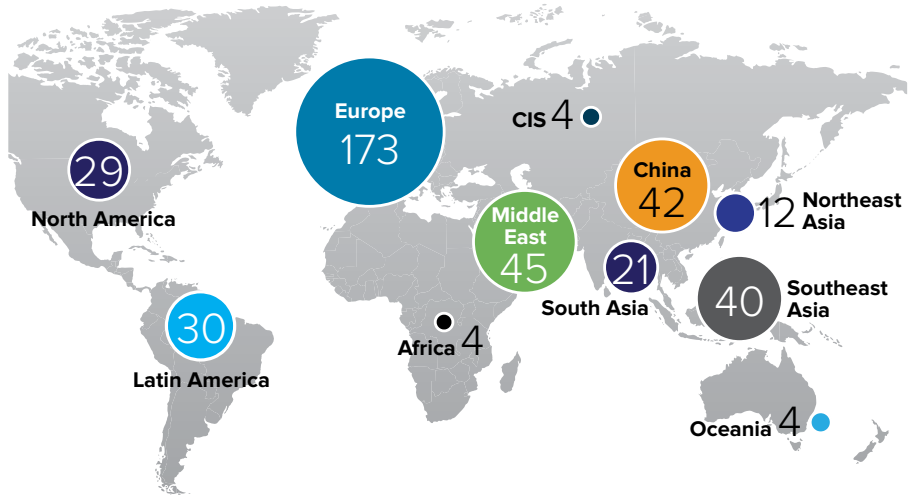 Europe
173
CIS 4
29
North America
China
42
12 Northeast
Asia
Middle
East
45
21
South Asia
40
Southeast
Asia
30
Latin America
Africa 4
Oceania 4